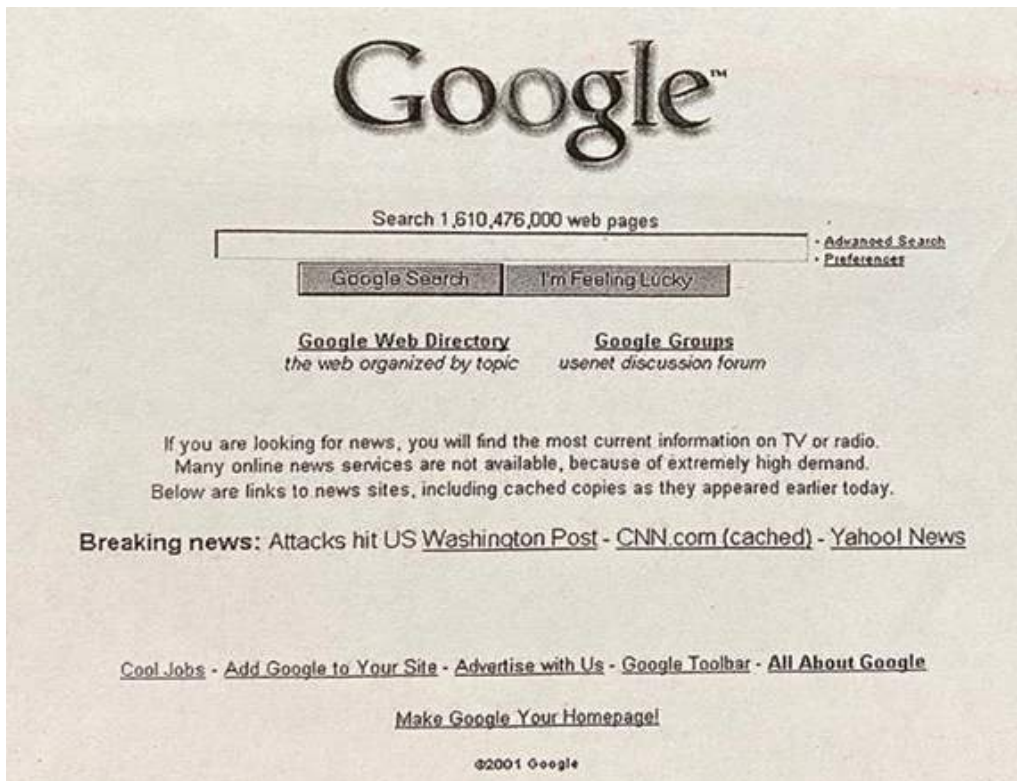 Google™
Search 1,610,476,000 web pages
· Advanced Search
· Preferences
Google Search I'm Feeling Lucky
Google Web Directory Google Groups
the web organized by topic usenet discussion forum
If you are looking for news, you will find the most current information on TV or radio.
Many online news services are not available, because of extremely high demand.
Below are links to news sites, including cached copies as they appeared earlier today.
Breaking news: Attacks hit US Washington Post - CNN.com (cached) - Yahoo! News
Cool Jobs - Add Google to Your Site - Advertise with Us - Google Toolbar - All About Google
Make Google Your Homepage!
©2001 Google